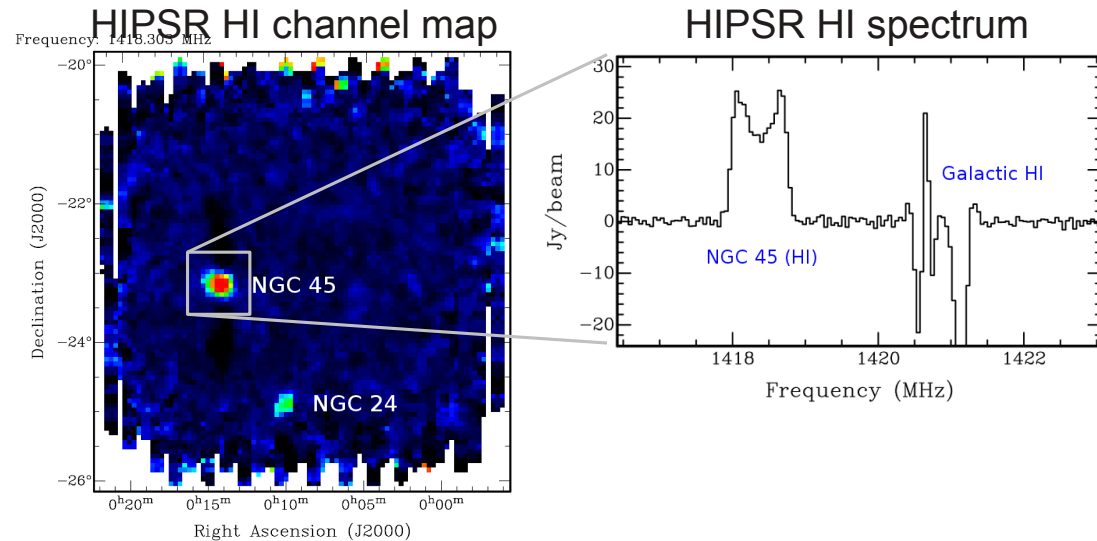 HIPSR HI channel map
HIPSR HI spectrum
Frequency: 1418.303 MHz
−20°
−22°
−24°
−26°
Declination (J2000)
NGC 45
NGC 24
0ʰ20ᵐ 0ʰ15ᵐ 0ʰ10ᵐ 0ʰ05ᵐ 0ʰ00ᵐ
Right Ascension (J2000)
30
20
10
0
−10
−20
Jy/beam
Galactic HI
NGC 45 (HI)
1418 1420 1422
Frequency (MHz)